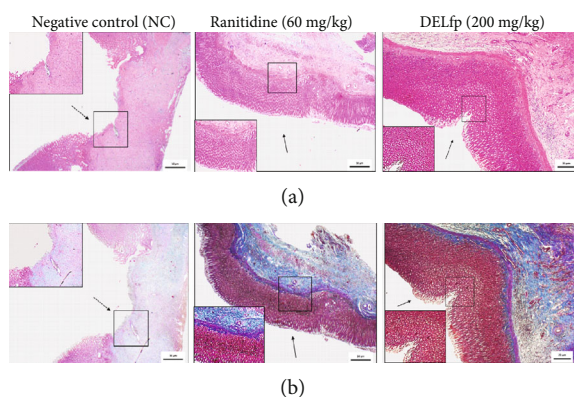 Negative control (NC)
Ranitidine (60 mg/kg)
DELfp (200 mg/kg)
(a)
(b)